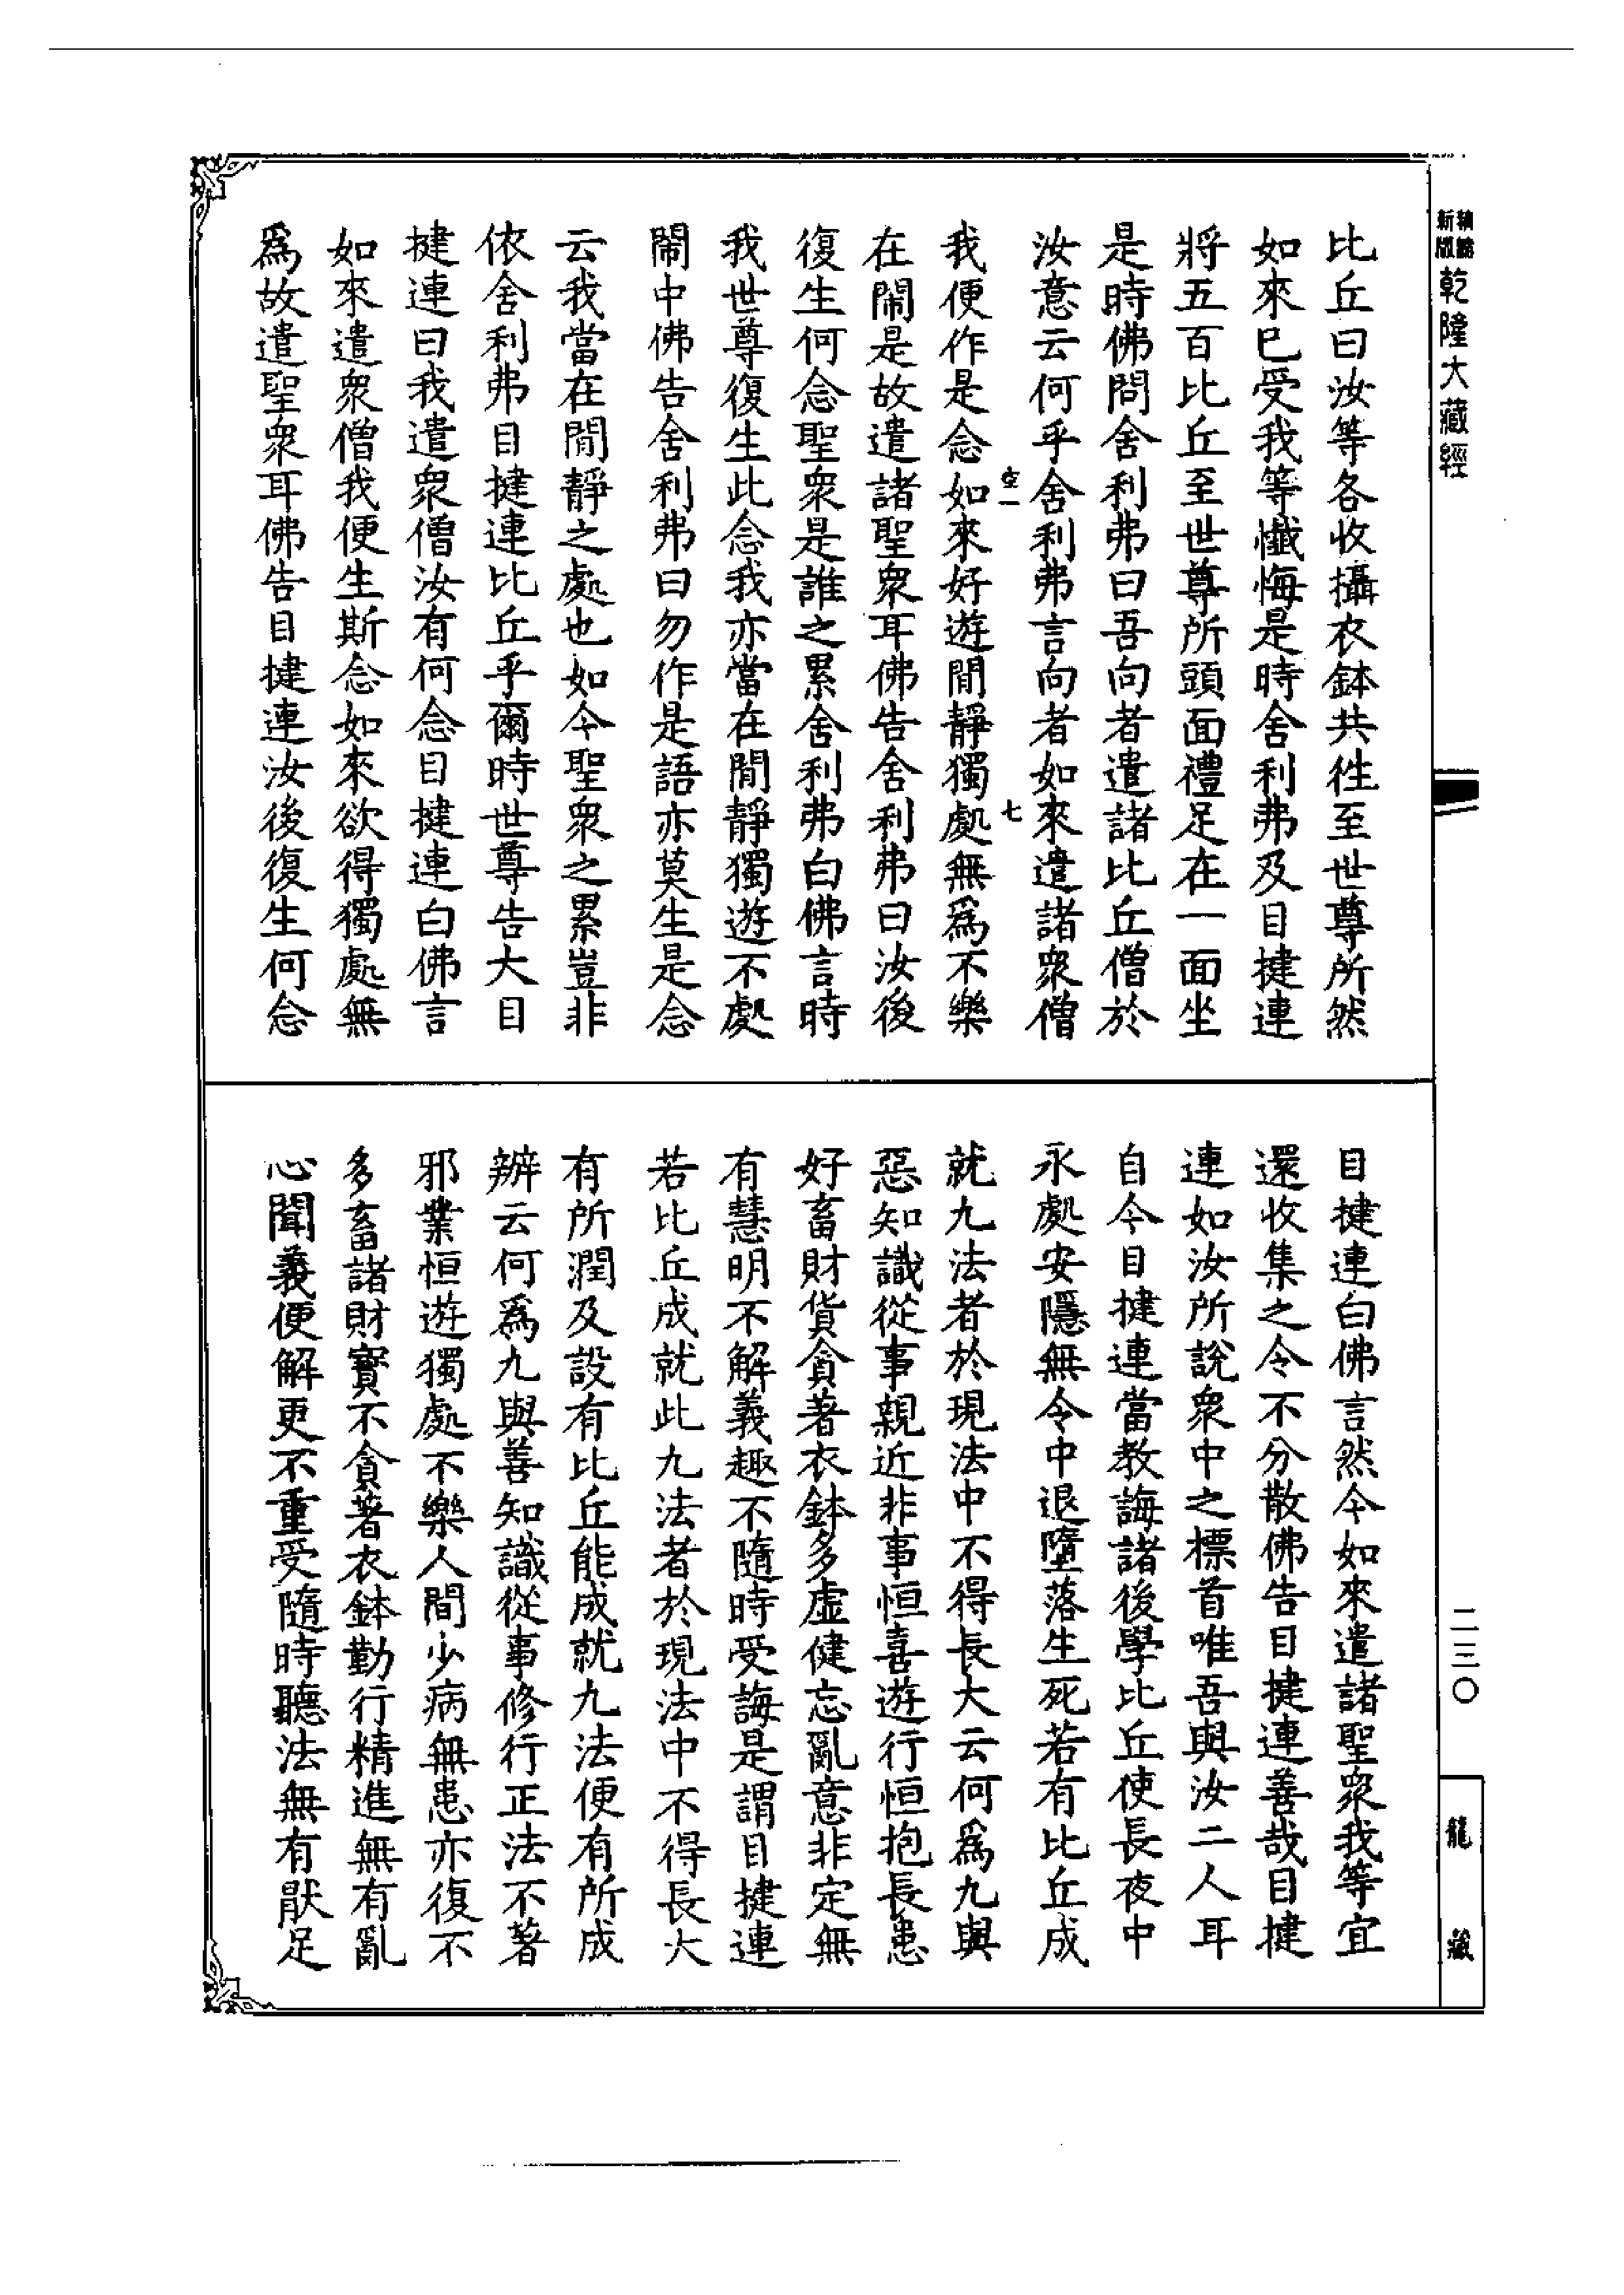 新版
乾隆大藏經
比丘曰汝等各收攝衣鉢共徃至世尊所然
如來巳受我等懺悔是時舍利弗及目揵連
將五百比丘至世尊所頭面禮足在一面坐
是時佛問舍利弗曰吾向者遣諸比丘僧於
汝意云何乎舍利弗言向者如來遣諸衆僧
空一
七
我便作是念如來好遊閒靜獨處無爲不樂
在閙是故遣諸聖衆耳佛告舍利弗曰汝後
復生何念聖衆是誰之累舍利弗白佛言時
我世尊復生此念我亦當在閒靜獨遊不處
閙中佛告舍利弗曰勿作是語亦莫生是念
云我當在閒靜之處也如今聖衆之累豈非
依舍利弗目揵連比丘乎爾時世尊告大目
揵連曰我遣衆僧汝有何念目揵連白佛言
如來遣衆僧我便生斯念如來欲得獨處無
爲故遣聖衆耳佛告目揵連汝後復生何念
目揵連白佛言然今如來遣諸聖衆我等宜
還收集之令不分散佛告目揵連善哉目揵
連如汝所說衆中之標首唯吾與汝二人耳
自今目揵連當教誨諸後學比丘使長夜中
永處安隱無令中退墮落生死若有比丘成
就九法者於現法中不得長大云何爲九與
惡知識從事親近非事恒喜遊行恒抱長患
好畜財貨貪著衣鉢多虛健忘亂意非定無
有慧明不解義趣不隨時受誨是謂目揵連
若比丘成就此九法者於現法中不得長大
有所潤及設有比丘能成就九法便有所成
辨云何爲九與善知識從事修行正法不著
邪業恒遊獨處不樂人間少病無患亦復不
多畜諸財寶不貪著衣鉢勤行精進無有亂
心聞義便解更不重受隨時聽法無有猒足
二三〇
龍藏